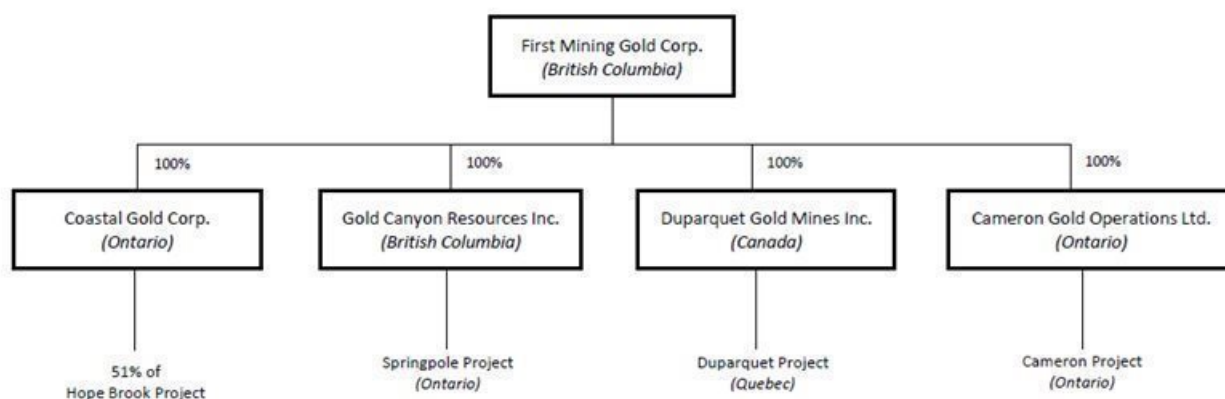 First Mining Gold Corp.
(British Columbia)
100%
100%
100%
100%
Coastal Gold Corp.
(Ontario)
Gold Canyon Resources Inc.
(British Columbia)
Duparquet Gold Mines Inc.
(Canada)
Cameron Gold Operations Ltd.
(Ontario)
51% of
Hope Brook Project
Springpole Project
(Ontario)
Duparquet Project
(Quebec)
Cameron Project
(Ontario)